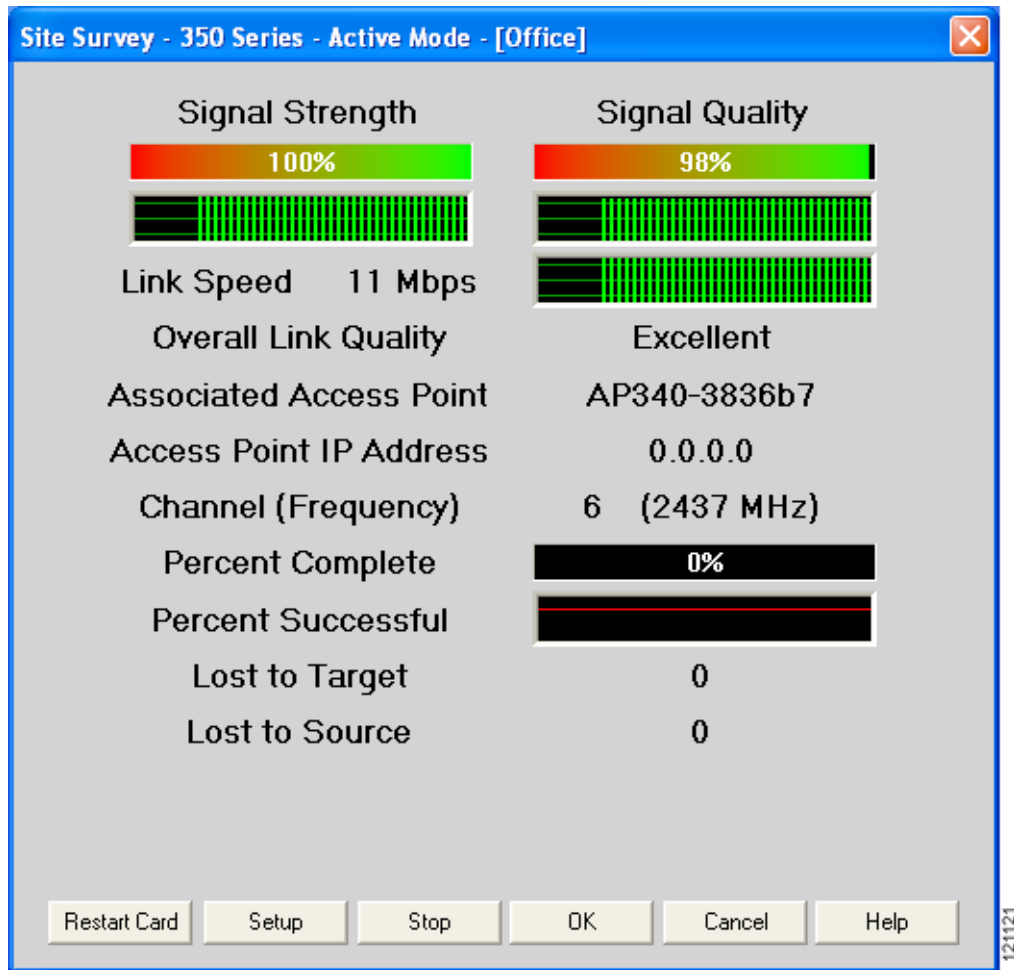 Site Survey - 350 Series - Active Mode - [Office]
Signal Strength Signal Quality
100% 98%
Link Speed 11 Mbps
Overall Link Quality Excellent
Associated Access Point AP340-3836b7
Access Point IP Address 0.0.0.0
Channel (Frequency) 6 (2437 MHz)
Percent Complete 0%
Percent Successful
Lost to Target 0
Lost to Source 0
Restart Card Setup Stop OK Cancel Help
121121